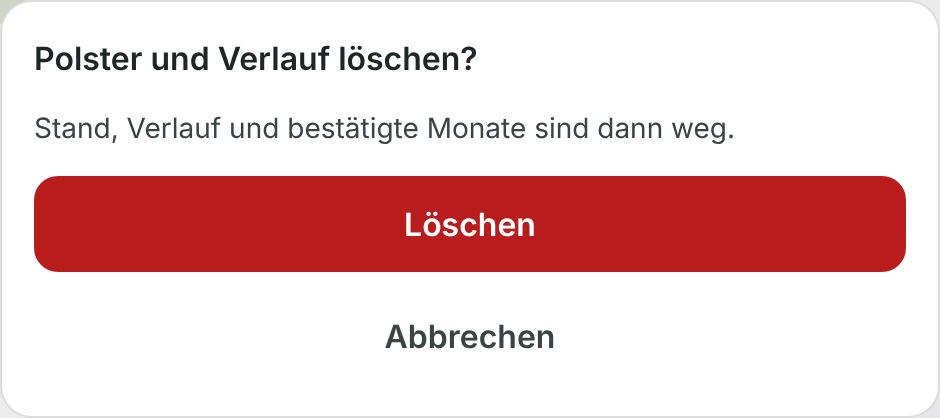 Polster und Verlauf löschen?
Stand, Verlauf und bestätigte Monate sind dann weg.
Löschen
Abbrechen